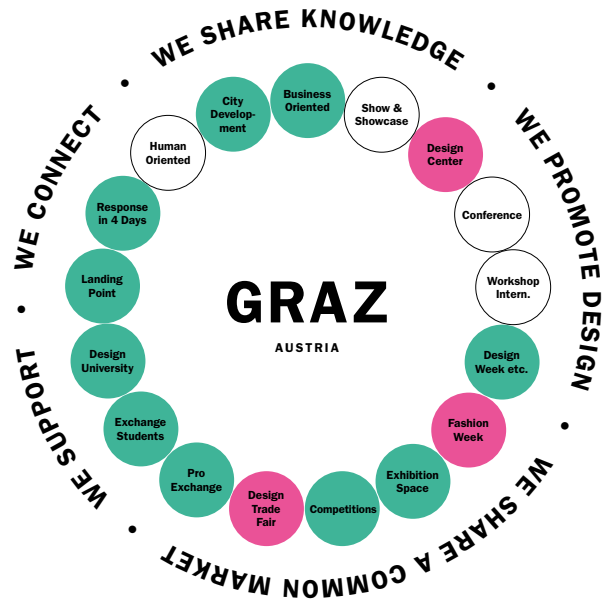 WE SHARE KNOWLEDGE
•
WE PROMOTE DESIGN
•
WE SHARE A COMMON MARKET
•
WE SUPPORT
•
WE CONNECT
•
Business
Oriented
Show &
Showcase
Design
Center
Conference
Workshop
Intern.
Design
Week etc.
Fashion
Week
Exhibition
Space
Competitions
Design
Trade
Fair
Pro
Exchange
Exchange
Students
Design
University
Landing
Point
Response
in 4 Days
Human
Oriented
City
Develop-
ment
GRAZ
AUSTRIA